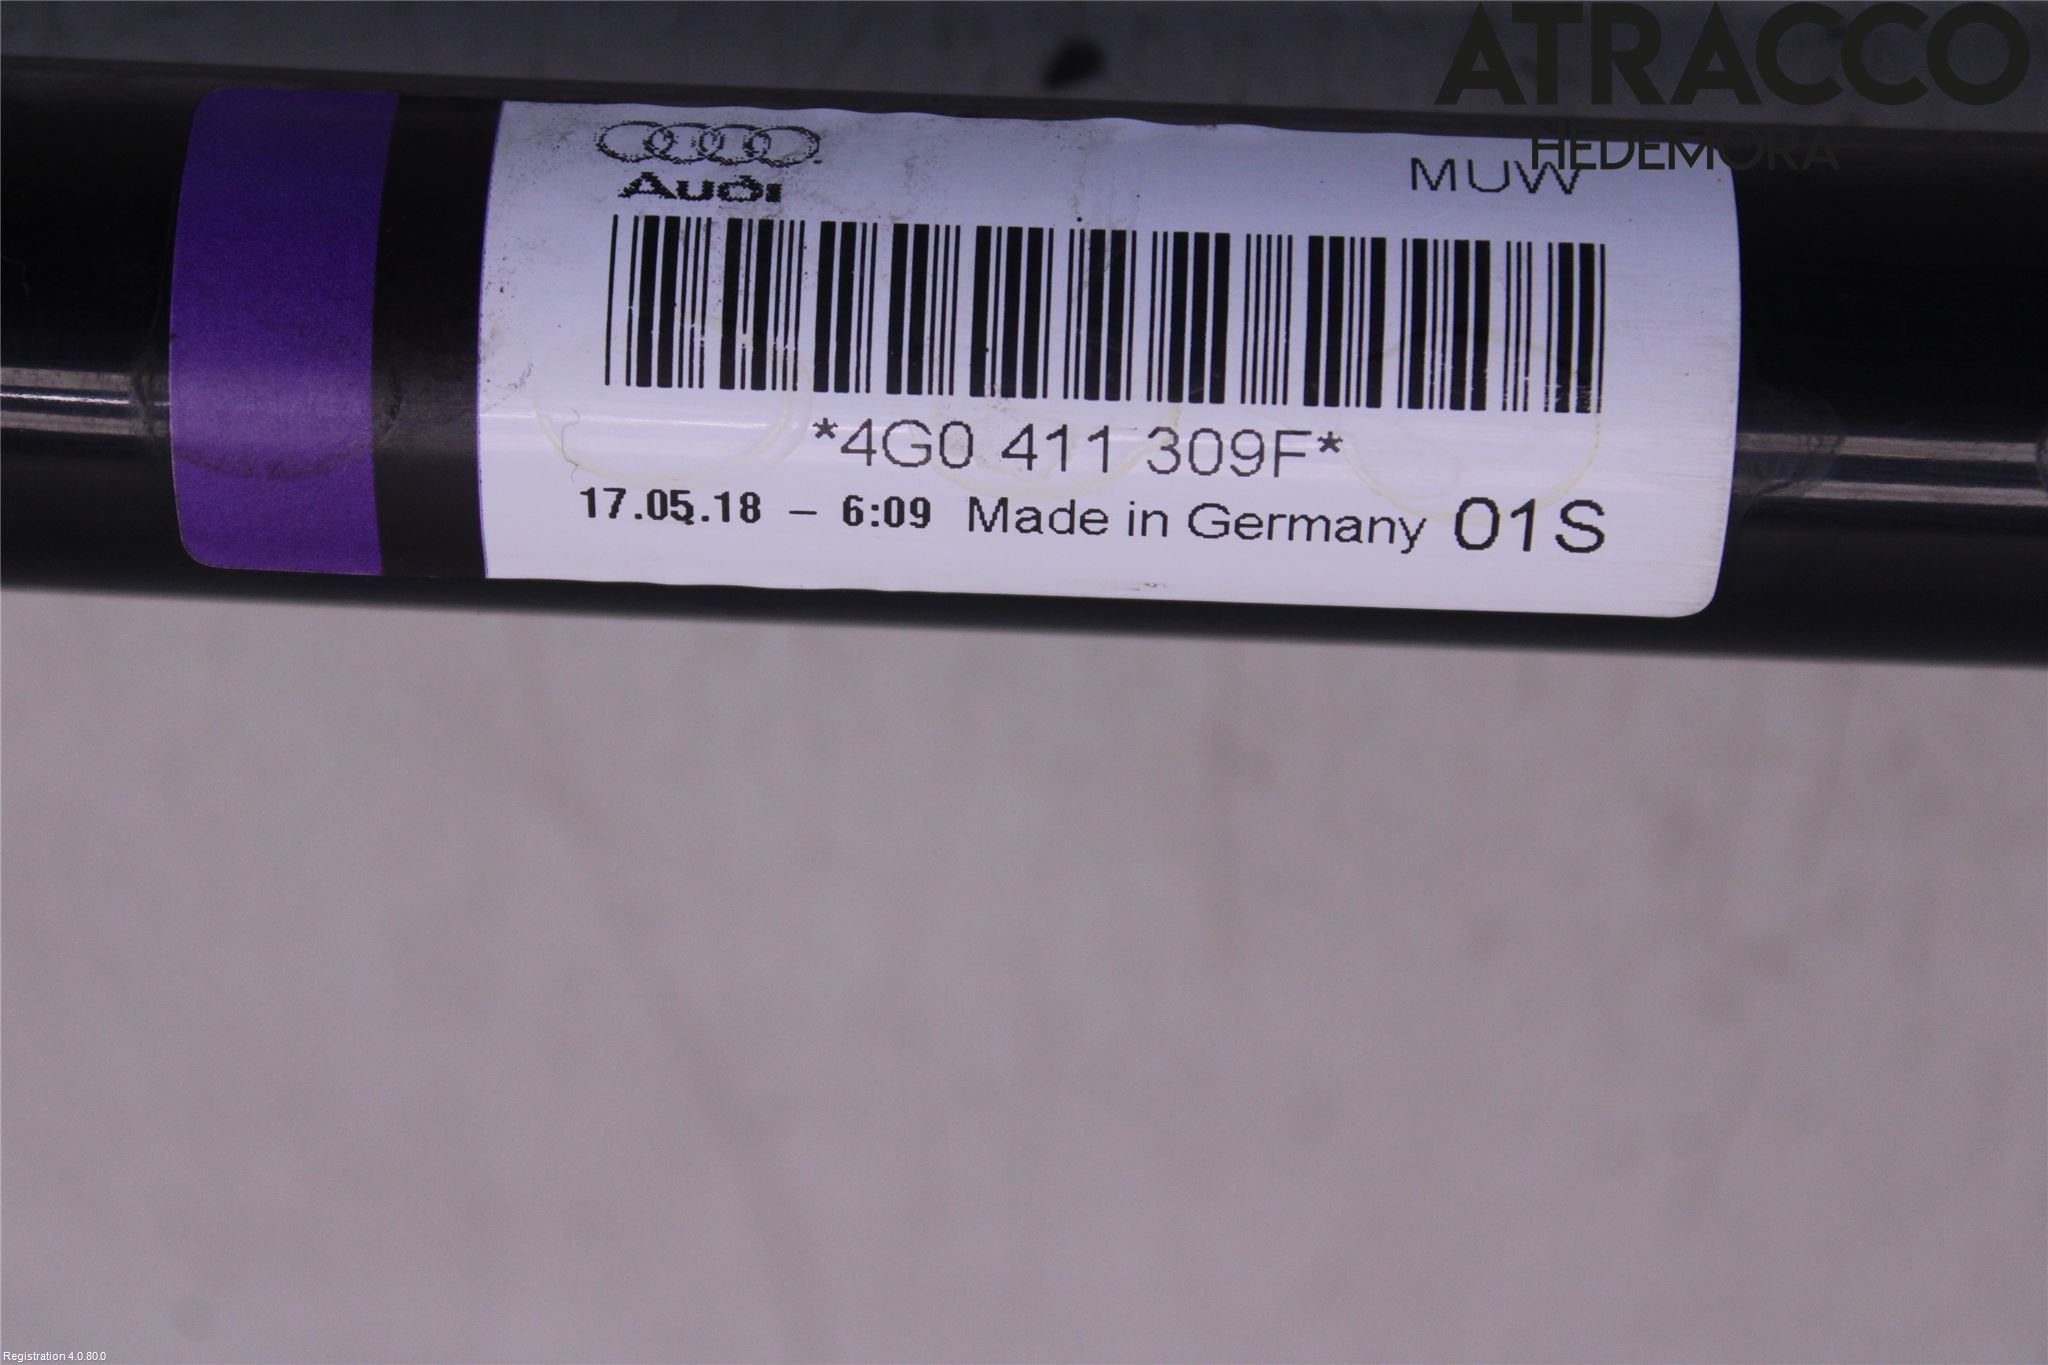 ATRACCO
HEDEMORA
Audi
MUW
*4G0 411 309F*
17.05.18 – 6:09 Made in Germany 01S
Registration 4.0.80.0